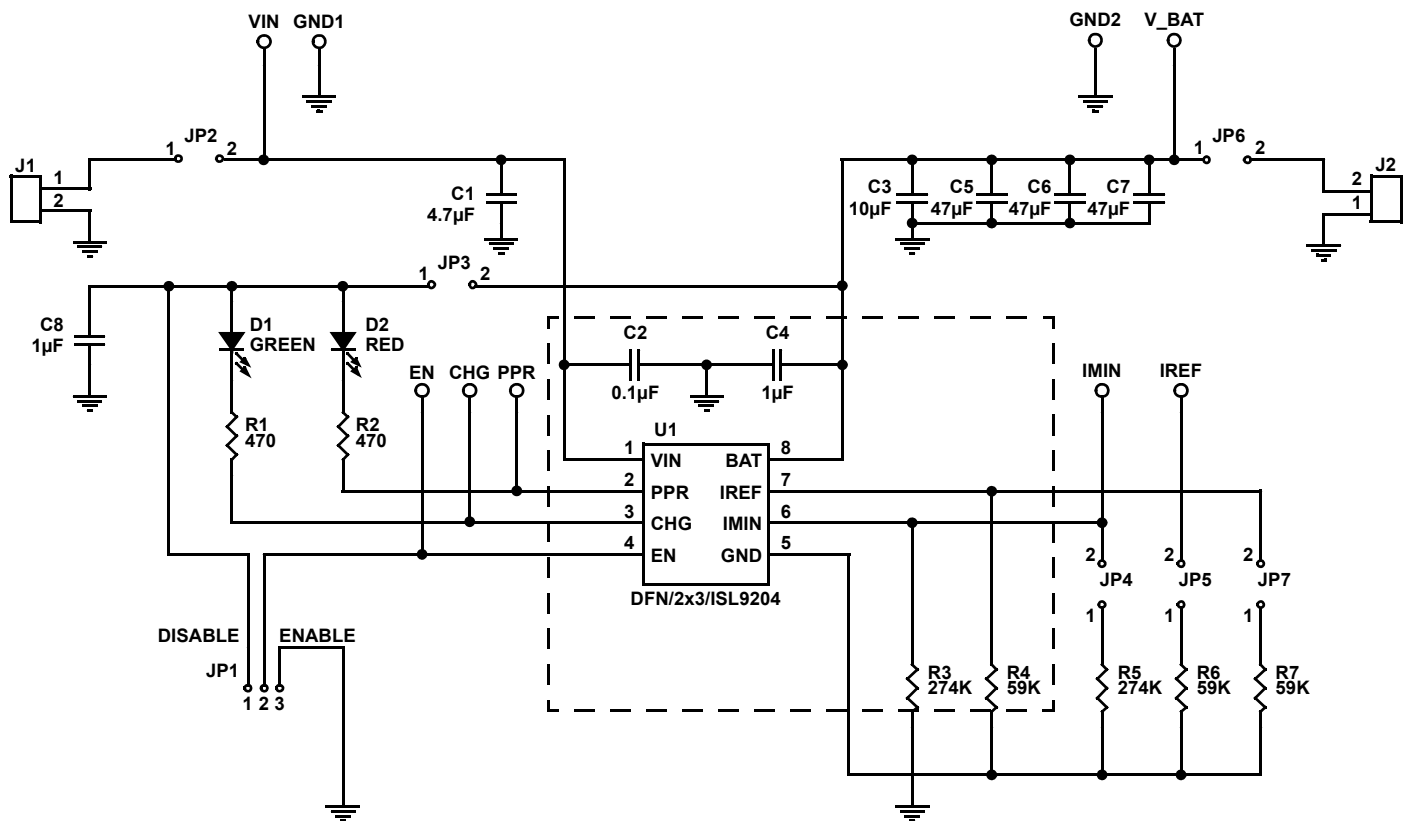 VIN GND1
GND2 V_BAT
JP2
1 2
JP6
1 2
J1
1
2
C1
4.7µF
C3
10µF
C5
47µF
C6
47µF
C7
47µF
J2
2
1
JP3
1 2
C8
1µF
D1
GREEN
D2
RED
C2
0.1µF
C4
1µF
EN CHG PPR
IMIN IREF
R1
470
R2
470
U1
1 VIN BAT 8
2 PPR IREF 7
3 CHG IMIN 6
4 EN GND 5
DFN/2x3/ISL9204
2 2 2
JP4 JP5 JP7
1 1 1
DISABLE ENABLE
JP1
1 2 3
R3
274K
R4
59K
R5
274K
R6
59K
R7
59K